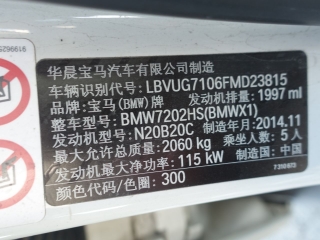 华晨宝马汽车有限公司制造
车辆识别代号: LBVUG7106FMD23815
品牌: 宝马(BMW)牌 发动机排量: 1997 ml
整车型号: BMW7202HS(BMWX1)
发动机型号: N20B20C 制造年月: 2014.11
最大允许总质量: 2060 kg 乘坐人数: 5人
发动机最大净功率: 115 kW 制造国: 中国
颜色代码/色圈: 300